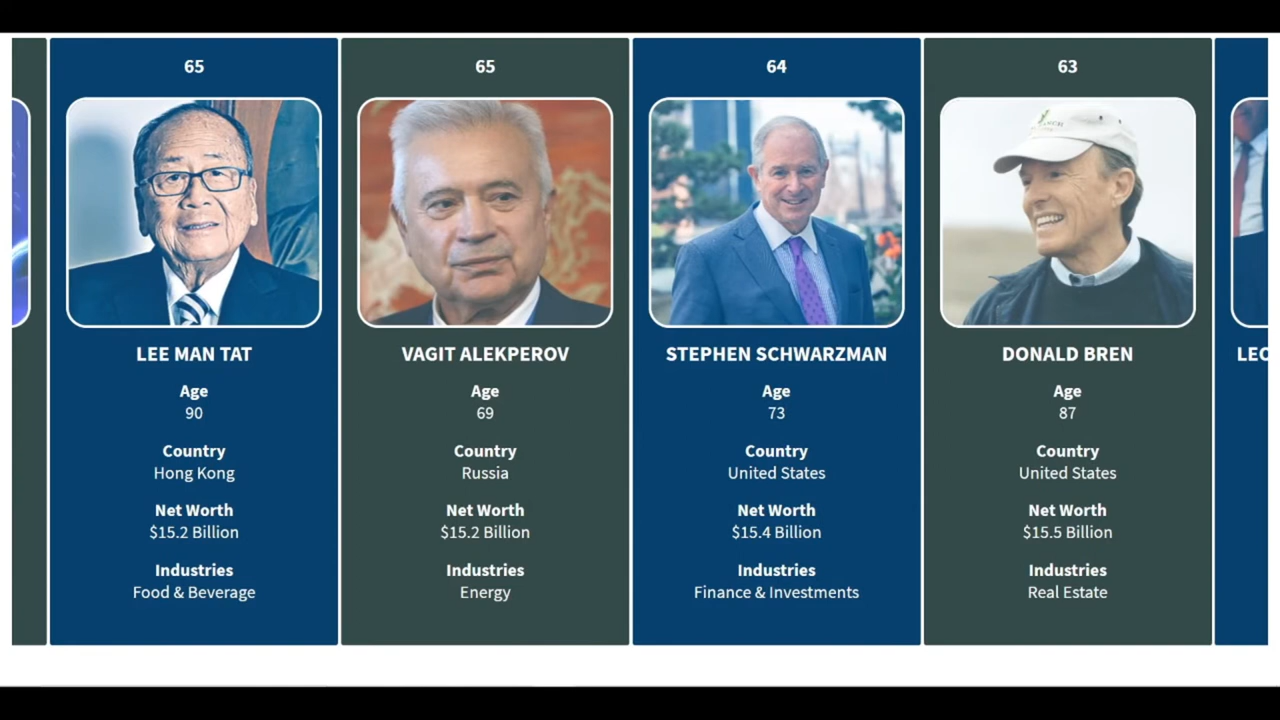 65
LEE MAN TAT
Age
90
Country
Hong Kong
Net Worth
$15.2 Billion
Industries
Food & Beverage
65
VAGIT ALEKPEROV
Age
69
Country
Russia
Net Worth
$15.2 Billion
Industries
Energy
64
STEPHEN SCHWARZMAN
Age
73
Country
United States
Net Worth
$15.4 Billion
Industries
Finance & Investments
63
DONALD BREN
Age
87
Country
United States
Net Worth
$15.5 Billion
Industries
Real Estate